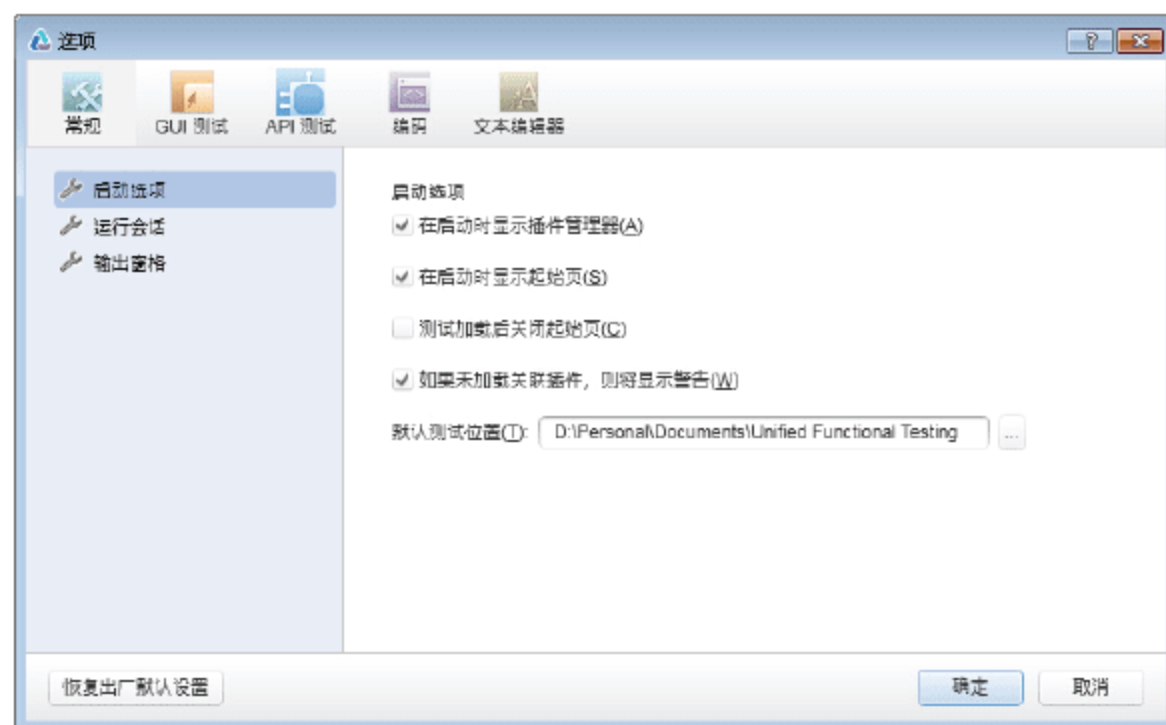 选项
常规
GUI 测试
API 测试
编码
文本编辑器
启动选项
运行会话
输出窗格
启动选项
在启动时显示插件管理器(A)
在启动时显示起始页(S)
测试加载后关闭起始页(C)
如果未加载关联插件，则将显示警告(W)
默认测试位置(T): D:\Personal\Documents\Unified Functional Testing ...
恢复出厂默认设置
确定
取消